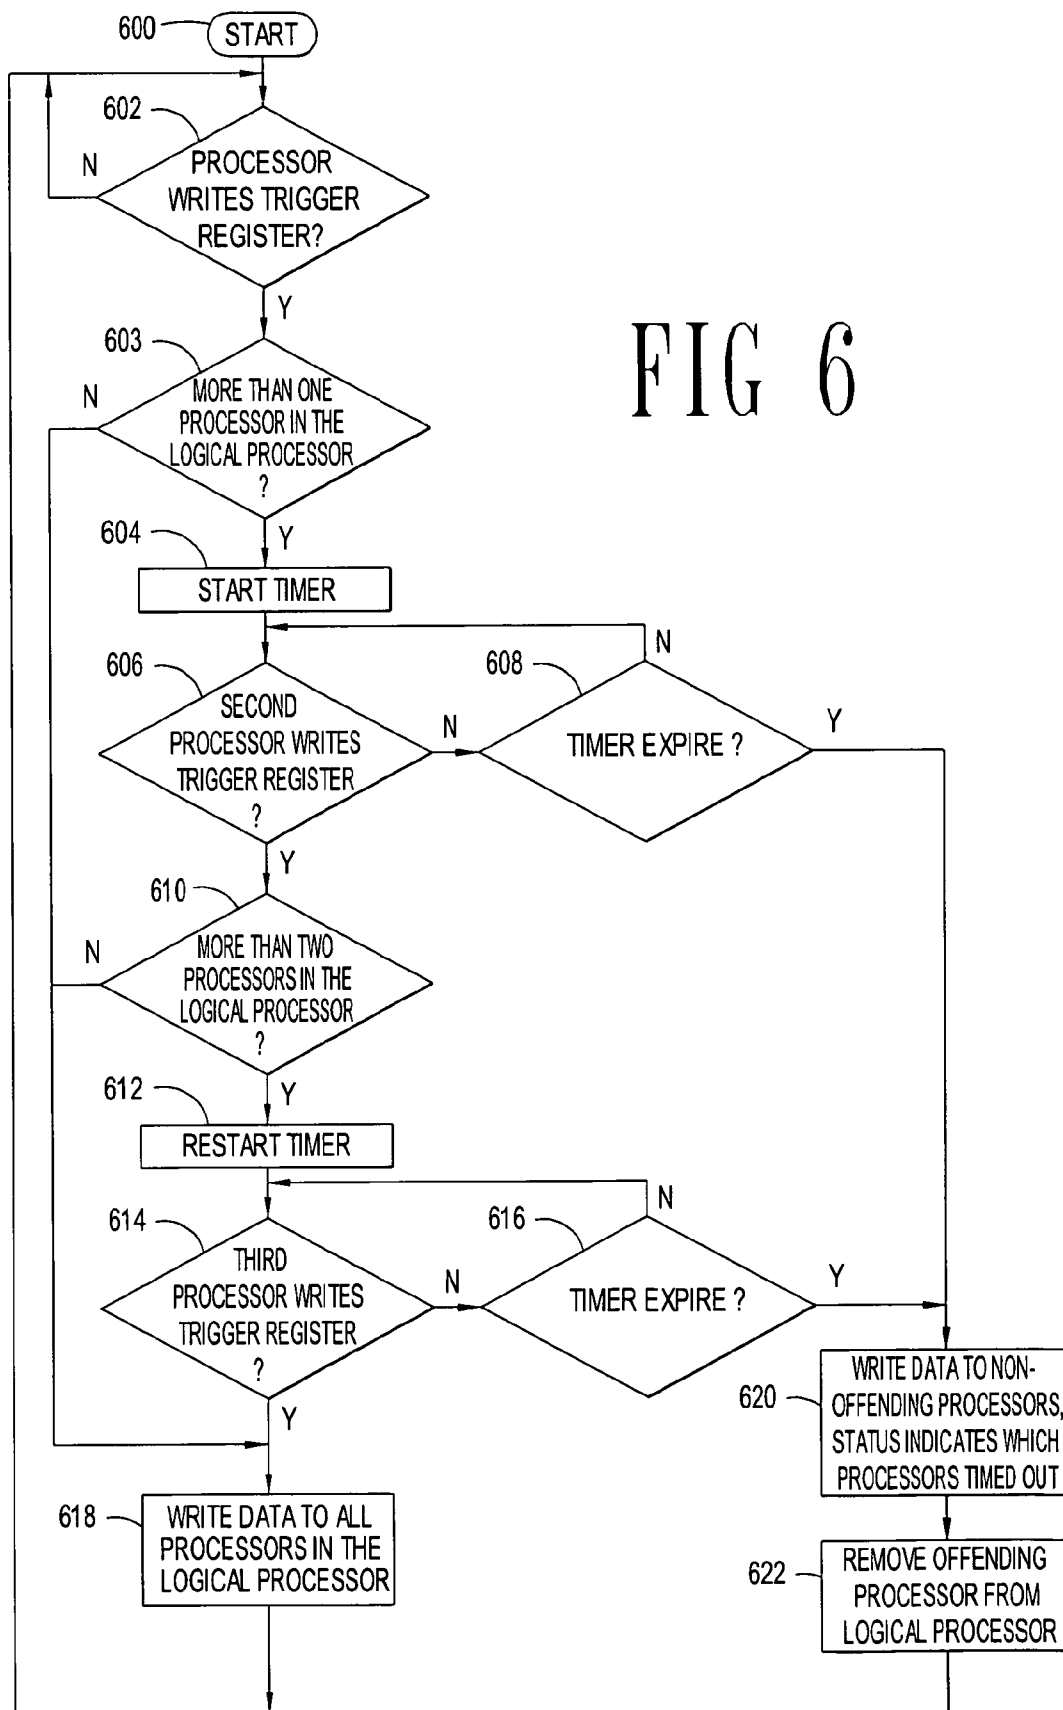 600
START
602
N
PROCESSOR
WRITES TRIGGER
REGISTER?
Y
FIG 6
603
N
MORE THAN ONE
PROCESSOR IN THE
LOGICAL PROCESSOR
?
Y
604
START TIMER
606
SECOND
PROCESSOR WRITES
TRIGGER REGISTER
?
N
608
N
TIMER EXPIRE ?
Y
Y
610
N
MORE THAN TWO
PROCESSORS IN THE
LOGICAL PROCESSOR
?
Y
612
RESTART TIMER
614
THIRD
PROCESSOR WRITES
TRIGGER REGISTER
?
N
616
N
TIMER EXPIRE ?
Y
Y
618
WRITE DATA TO ALL
PROCESSORS IN THE
LOGICAL PROCESSOR
620
WRITE DATA TO NON-
OFFENDING PROCESSORS,
STATUS INDICATES WHICH
PROCESSORS TIMED OUT
622
REMOVE OFFENDING
PROCESSOR FROM
LOGICAL PROCESSOR